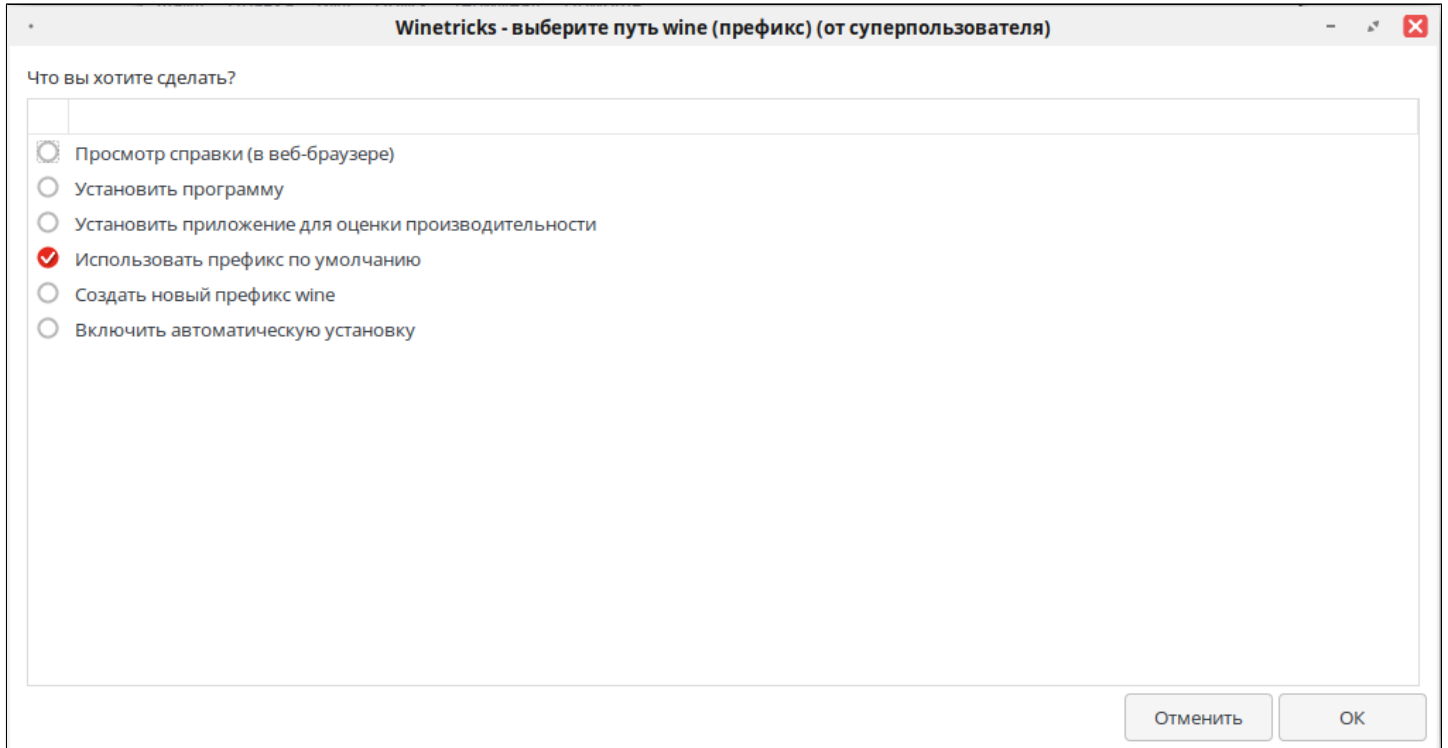 Winetricks - выберите путь wine (префикс) (от суперпользователя)
Что вы хотите сделать?
Просмотр справки (в веб-браузере)
Установить программу
Установить приложение для оценки производительности
Использовать префикс по умолчанию
Создать новый префикс wine
Включить автоматическую установку
Отменить
ОК